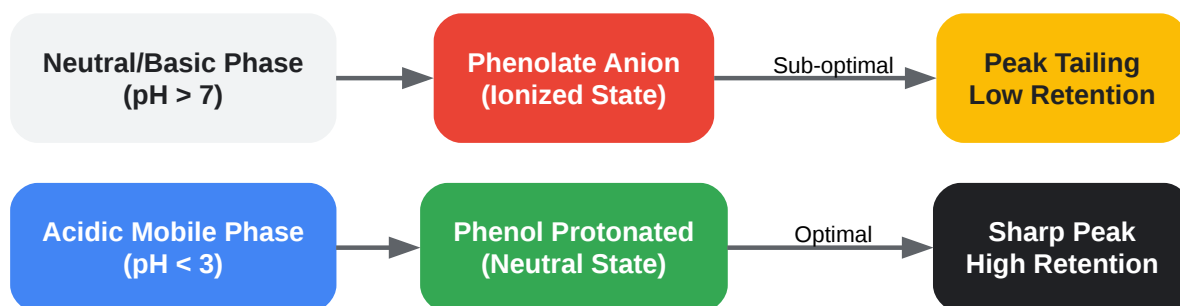 Neutral/Basic Phase
(pH > 7)
Phenolate Anion
(Ionized State)
Sub-optimal
Peak Tailing
Low Retention
Acidic Mobile Phase
(pH < 3)
Phenol Protonated
(Neutral State)
Optimal
Sharp Peak
High Retention